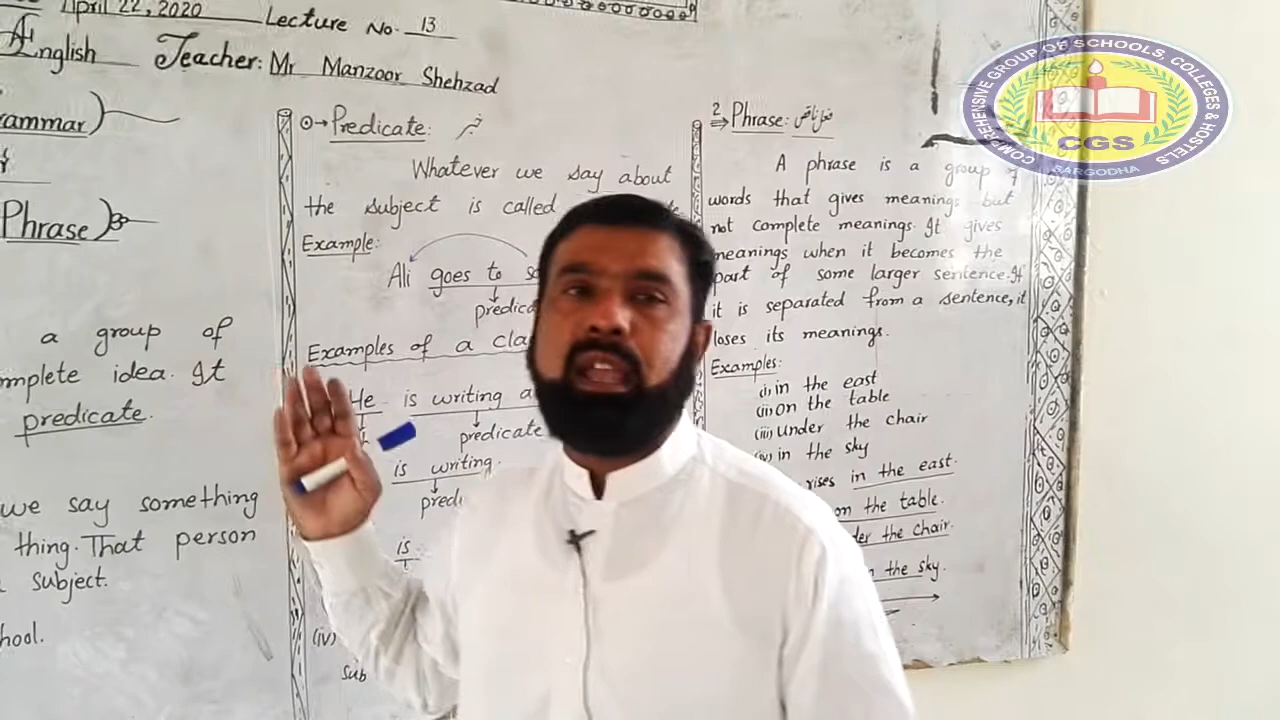 April 22, 2020 Lecture No. 13
English Teacher: Mr Manzoor Shehzad
ammar)
Phrase)
a group of
mplete idea. It
predicate.
we say something
thing. That person
subject.
hool.
Predicate: خبر
Whatever we say about
the subject is called
Example:
Ali goes to
predica
Examples of a cla
He is writing a
predicate
is writing
predi
is
(iv)
Sub
2 Phrase:
A phrase is a group
words that gives meanings but
not complete meanings. It gives
meanings when it becomes the
part of some larger sentence. If
it is separated from a sentence, it
loses its meanings.
Examples:
(i) in the east
(ii) on the table
(iii) under the chair
(iv) in the sky
rises in the east.
on the table.
der the chair.
n the sky.
COMPREHENSIVE GROUP OF SCHOOLS, COLLEGES & HOSTELS
CGS
SARGODHA